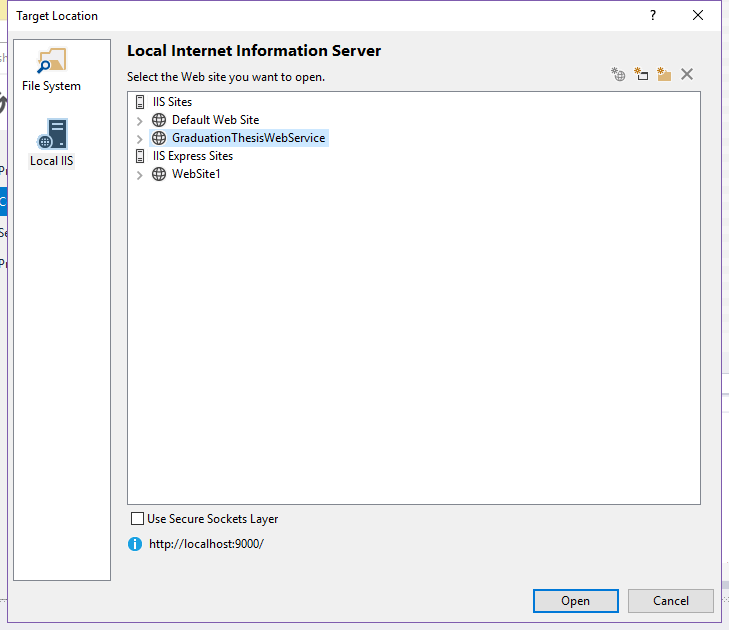 Target Location
?
File System
Local IIS
Local Internet Information Server
Select the Web site you want to open.
IIS Sites
Default Web Site
GraduationThesisWebService
IIS Express Sites
WebSite1
Use Secure Sockets Layer
http://localhost:9000/
Open
Cancel